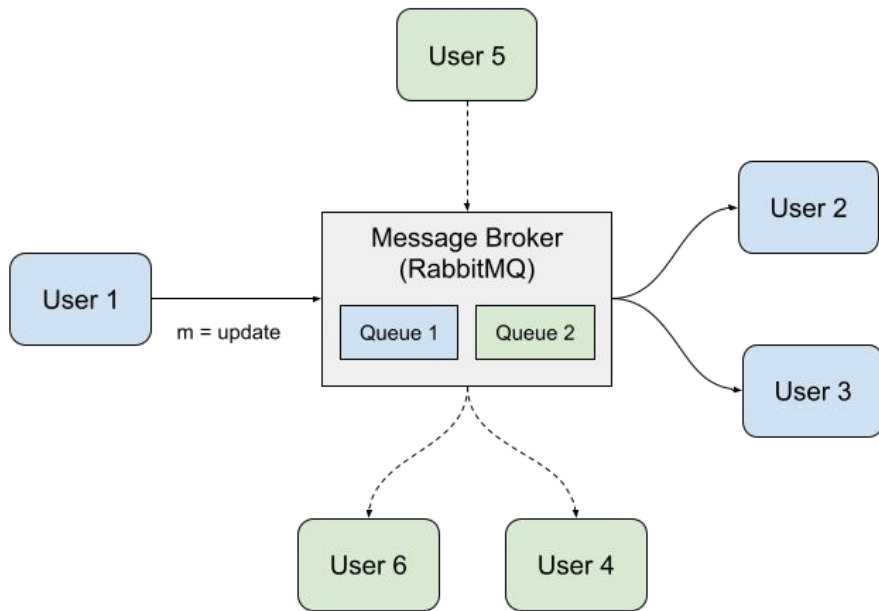 User 5
User 2
Message Broker
(RabbitMQ)
User 1
m = update
Queue 1
Queue 2
User 3
User 6
User 4